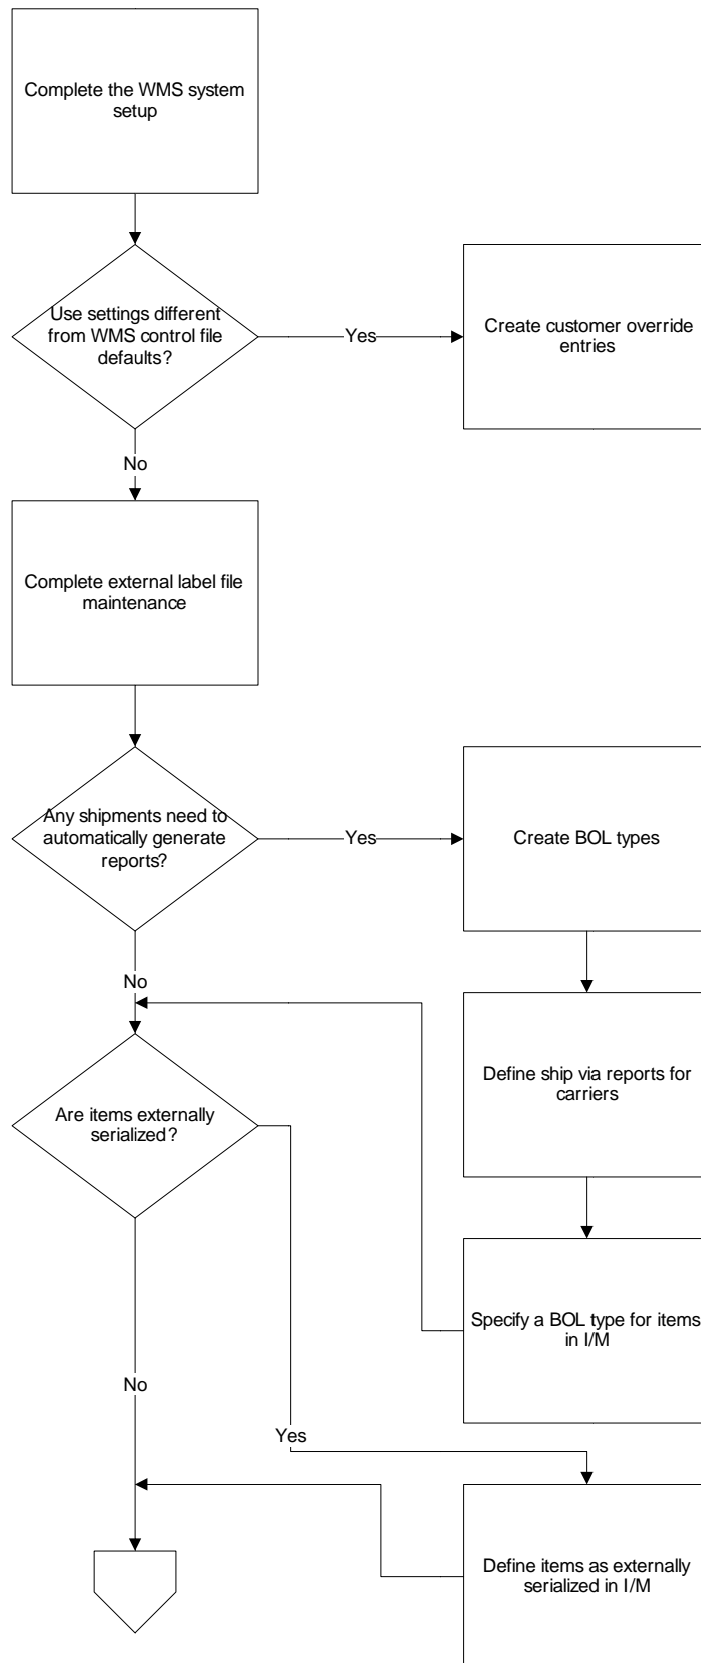 Complete the WMS system
setup
Use settings different
from WMS control file
defaults?
Yes
Create customer override
entries
No
Complete external label file
maintenance
Any shipments need to
automatically generate
reports?
Yes
Create BOL types
No
Define ship via reports for
carriers
Are items externally
serialized?
Specify a BOL type for items
in I/M
No
Yes
Define items as externally
serialized in I/M